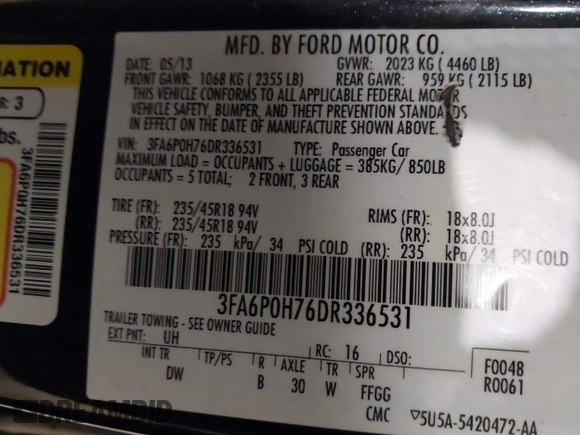 MFD. BY FORD MOTOR CO.
DATE: 05/13
GVWR: 2023 KG ( 4460 LB)
FRONT GAWR: 1068 KG ( 2355 LB)
REAR GAWR: 959 KG ( 2115 LB)
THIS VEHICLE CONFORMS TO ALL APPLICABLE FEDERAL MOTOR
VEHICLE SAFETY, BUMPER, AND THEFT PREVENTION STANDARDS
IN EFFECT ON THE DATE OF MANUFACTURE SHOWN ABOVE.
VIN: 3FA6P0H76DR336531
TYPE: Passenger Car
MAXIMUM LOAD = OCCUPANTS + LUGGAGE = 385KG/ 850LB
OCCUPANTS = 5 TOTAL; 2 FRONT, 3 REAR
TIRE (FR): 235/45R18 94V
RIMS (FR): 18x8.0J
(RR): 235/45R18 94V
(RR): 18x8.0J
PRESSURE (FR): 235 kPa/ 34 PSI COLD
(RR): 235 kPa/ 34 PSI COLD
3FA6P0H76DR336531
TRAILER TOWING - SEE OWNER GUIDE
EXT PNT: UH
RC: 16
DSO:
F0048
R0061
INT TR
TP/PS
R
AXLE
TR
SPR
DW
B
30
W
FFGG
CMC
▽5U5A-5420472-AA
MATION
R: 3
bs.
3FA6P0H76DR336531
DREAMBID